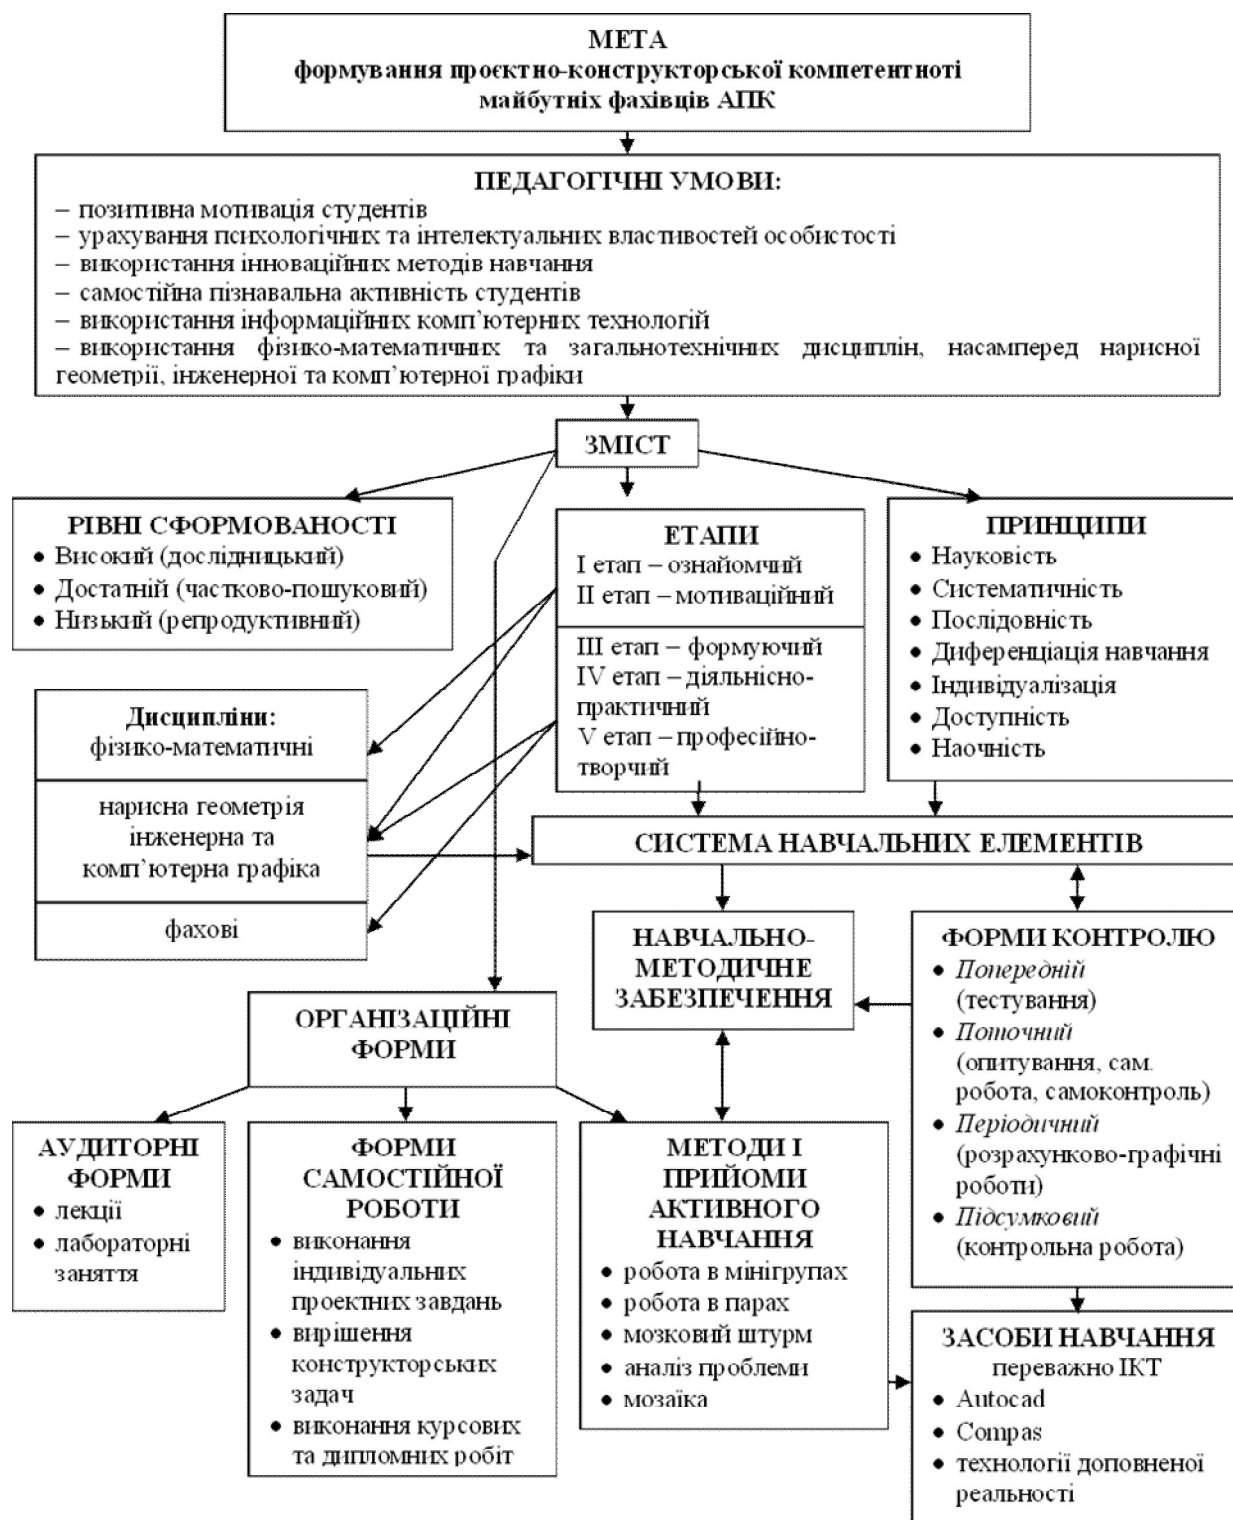 МЕТА
формування проєктно-конструкторської компетентноті
майбутніх фахівців АПК
ПЕДАГОГІЧНІ УМОВИ:
– позитивна мотивація студентів
– урахування психологічних та інтелектуальних властивостей особистості
– використання інноваційних методів навчання
– самостійна пізнавальна активність студентів
– використання інформаційних комп’ютерних технологій
– використання фізико-математичних та загальнотехнічних дисциплін, насамперед нарисної
геометрії, інженерної та комп’ютерної графіки
ЗМІСТ
РІВНІ СФОРМОВАНОСТІ
• Високий (дослідницький)
• Достатній (частково-пошуковий)
• Низький (репродуктивний)
ЕТАПИ
І етап – ознайомчий
ІІ етап – мотиваційний
ІІІ етап – формуючий
ІV етап – діяльнісно-
практичний
V етап – професійно-
творчий
ПРИНЦИПИ
• Науковість
• Систематичність
• Послідовність
• Диференціація навчання
• Індивідуалізація
• Доступність
• Наочність
Дисципліни:
фізико-математичні
нарисна геометрія
інженерна та
комп’ютерна графіка
фахові
СИСТЕМА НАВЧАЛЬНИХ ЕЛЕМЕНТІВ
НАВЧАЛЬНО-
МЕТОДИЧНЕ
ЗАБЕЗПЕЧЕННЯ
ФОРМИ КОНТРОЛЮ
• Попередній
(тестування)
• Поточний
(опитування, сам.
робота, самоконтроль)
• Періодичний
(розрахунково-графічні
роботи)
• Підсумковий
(контрольна робота)
ОРГАНІЗАЦІЙНІ
ФОРМИ
АУДИТОРНІ
ФОРМИ
• лекції
• лабораторні
заняття
ФОРМИ
САМОСТІЙНОЇ
РОБОТИ
• виконання
індивідуальних
проектних завдань
• вирішення
конструкторських
задач
• виконання курсових
та дипломних робіт
МЕТОДИ І
ПРИЙОМИ
АКТИВНОГО
НАВЧАННЯ
• робота в мінігрупах
• робота в парах
• мозковий штурм
• аналіз проблеми
• мозаїка
ЗАСОБИ НАВЧАННЯ
переважно ІКТ
• Autocad
• Compas
• технології доповненої
реальності